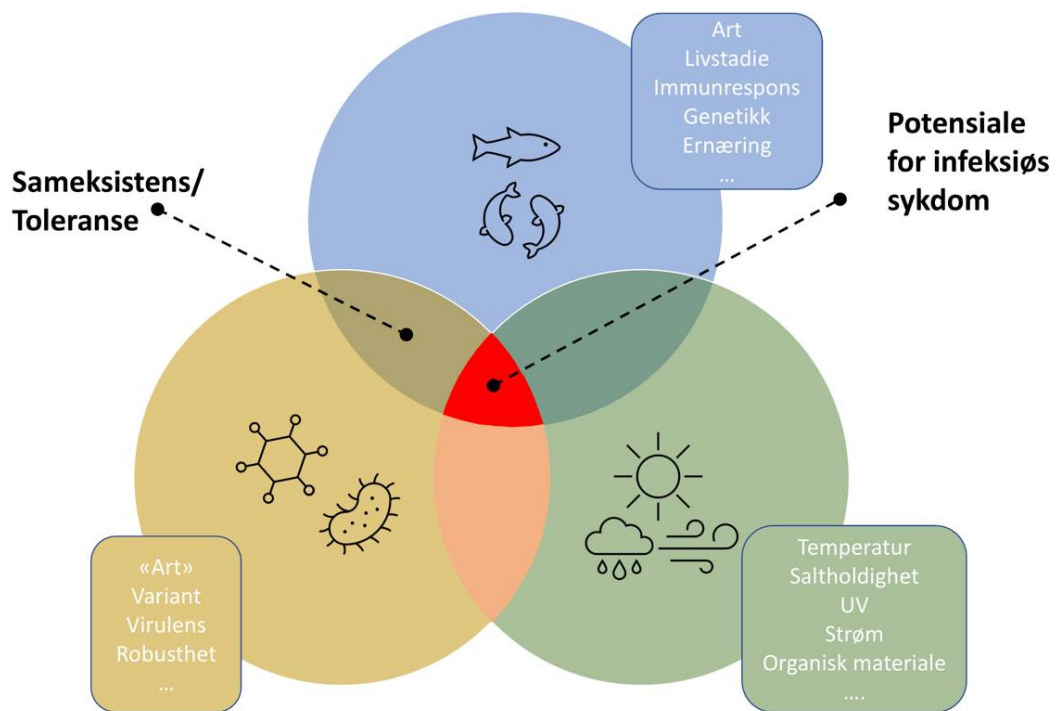 Art
Livstadie
Immunrespons
Genetikk
Ernæring
...
Potensiale
for infeksiøs
sykdom
Sameksistens/
Toleranse
«Art»
Variant
Virulens
Robusthet
...
Temperatur
Saltholdighet
UV
Strøm
Organisk materiale
....